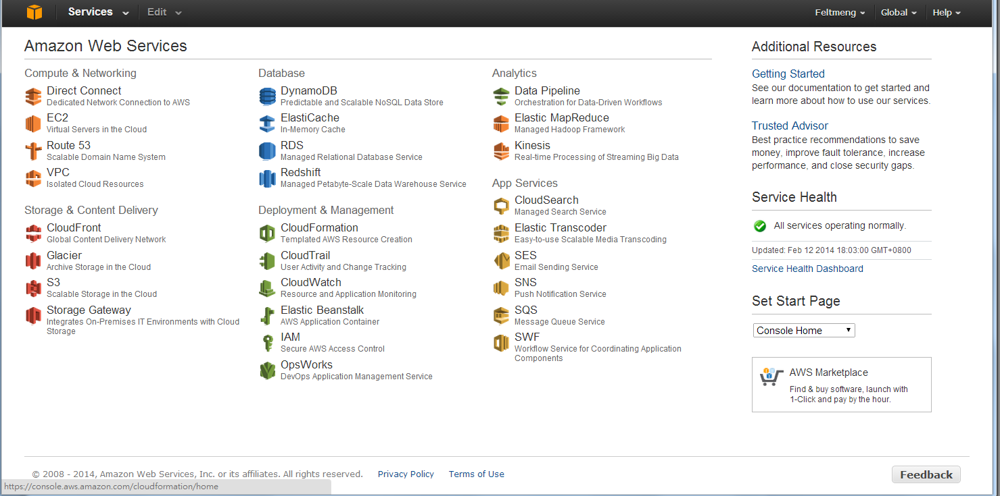 Services
Edit
Feltmeng
Global
Help
Amazon Web Services
Compute & Networking
Direct Connect
Dedicated Network Connection to AWS
EC2
Virtual Servers in the Cloud
Route 53
Scalable Domain Name System
VPC
Isolated Cloud Resources
Storage & Content Delivery
CloudFront
Global Content Delivery Network
Glacier
Archive Storage in the Cloud
S3
Scalable Storage in the Cloud
Storage Gateway
Integrates On-Premises IT Environments with Cloud
Storage
Database
DynamoDB
Predictable and Scalable NoSQL Data Store
ElastiCache
In-Memory Cache
RDS
Managed Relational Database Service
Redshift
Managed Petabyte-Scale Data Warehouse Service
Deployment & Management
CloudFormation
Templated AWS Resource Creation
CloudTrail
User Activity and Change Tracking
CloudWatch
Resource and Application Monitoring
Elastic Beanstalk
AWS Application Container
IAM
Secure AWS Access Control
OpsWorks
DevOps Application Management Service
Analytics
Data Pipeline
Orchestration for Data-Driven Workflows
Elastic MapReduce
Managed Hadoop Framework
Kinesis
Real-time Processing of Streaming Big Data
App Services
CloudSearch
Managed Search Service
Elastic Transcoder
Easy-to-use Scalable Media Transcoding
SES
Email Sending Service
SNS
Push Notification Service
SQS
Message Queue Service
SWF
Workflow Service for Coordinating Application
Components
Additional Resources
Getting Started
See our documentation to get started and
learn more about how to use our services.
Trusted Advisor
Best practice recommendations to save
money, improve fault tolerance, increase
performance, and close security gaps.
Service Health
All services operating normally.
Updated: Feb 12 2014 18:03:00 GMT+0800
Service Health Dashboard
Set Start Page
Console Home
AWS Marketplace
Find & buy software, launch with
1-Click and pay by the hour.
© 2008 - 2014, Amazon Web Services, Inc. or its affiliates. All rights reserved.
Privacy Policy
Terms of Use
Feedback
https://console.aws.amazon.com/cloudformation/home